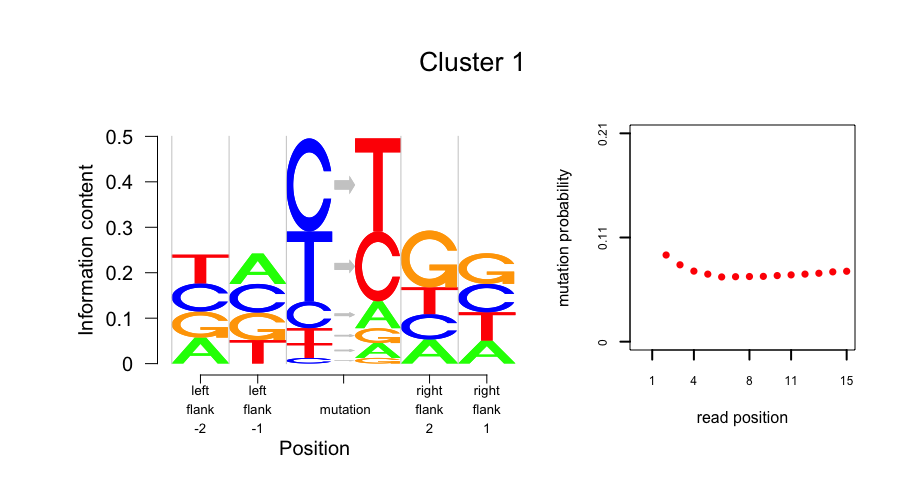 Cluster 1
Information content
0.5
0.4
0.3
0.2
0.1
0
T
C
G
A
A
C
G
T
C
T
C
T
T
C
T
C
A
G
A
G
G
T
C
A
G
C
T
A
left
flank
-2
left
flank
-1
mutation
right
flank
2
right
flank
1
Position
mutation probability
0.21
0.11
0
1
4
8
11
15
read position